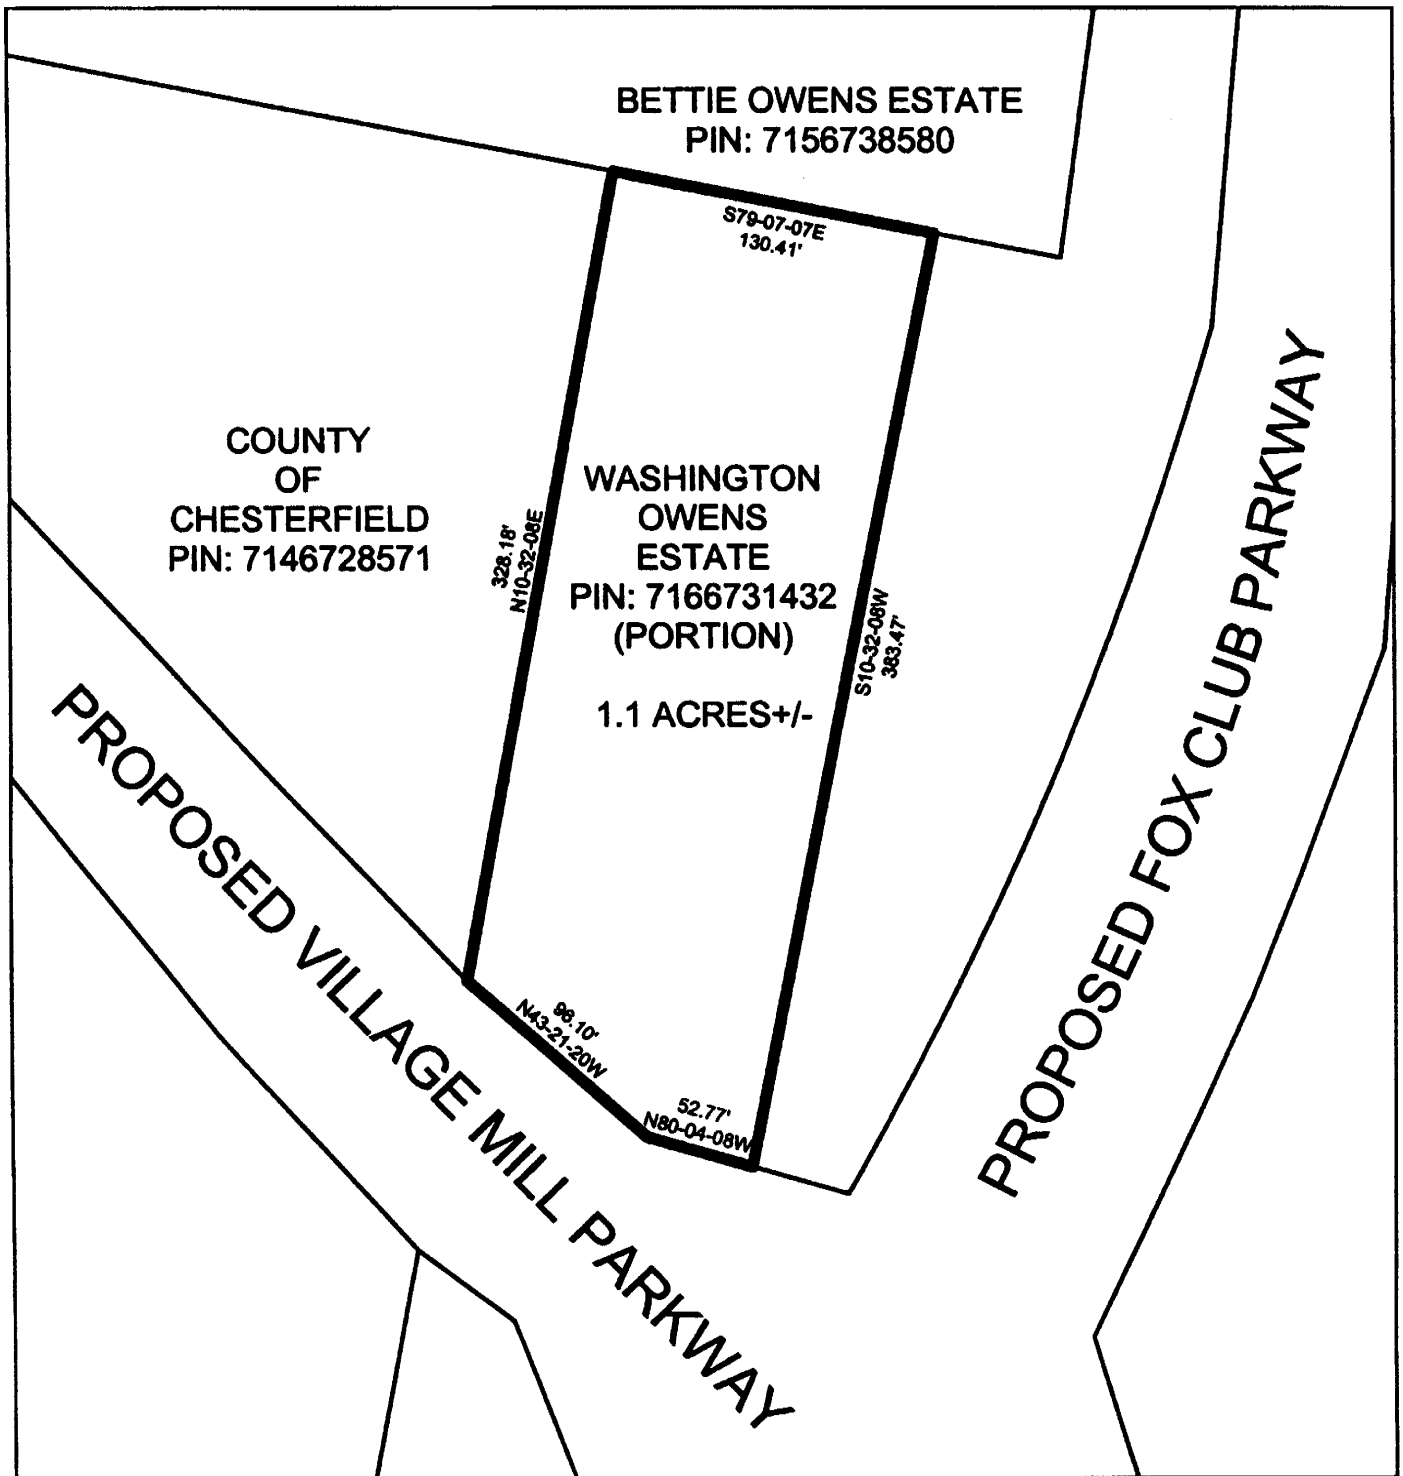 BETTIE OWENS ESTATE
PIN: 7156738580
S79-07-07E
130.41'
COUNTY
OF
CHESTERFIELD
PIN: 7146728571
WASHINGTON
OWENS
ESTATE
PIN: 7166731432
(PORTION)
1.1 ACRES+/-
328.18'
N10-32-08E
S10-32-08W
383.47'
96.10'
N43-21-20W
52.77'
N80-04-08W
PROPOSED VILLAGE MILL PARKWAY
PROPOSED FOX CLUB PARKWAY